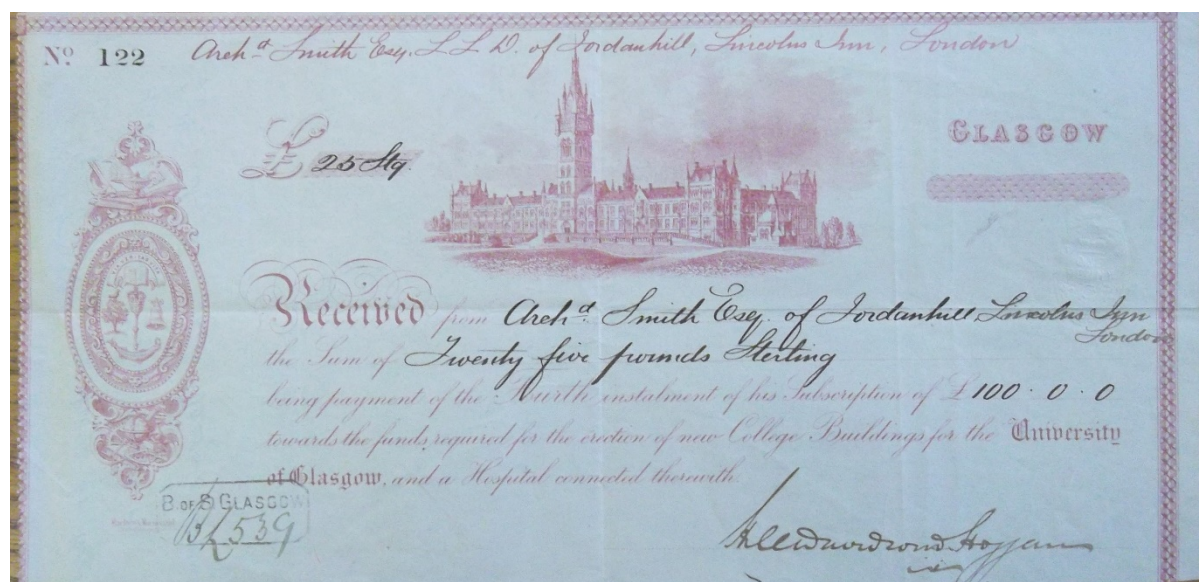 No 122 Archd Smith Esq. L L D. of Jordanhill, Lincolns Inn, London
£ 25 Stg.
GLASGOW
Received from Archd. Smith Esq. of Jordanhill Lincolns Inn
London
the Sum of Twenty five pounds Sterling
being payment of the fourth instalment of his Subscription of £ 100 . 0 . 0
towards the funds required for the erection of new College Buildings for the University
of Glasgow, and a Hospital connected therewith.
B. OF S. GLASGOW